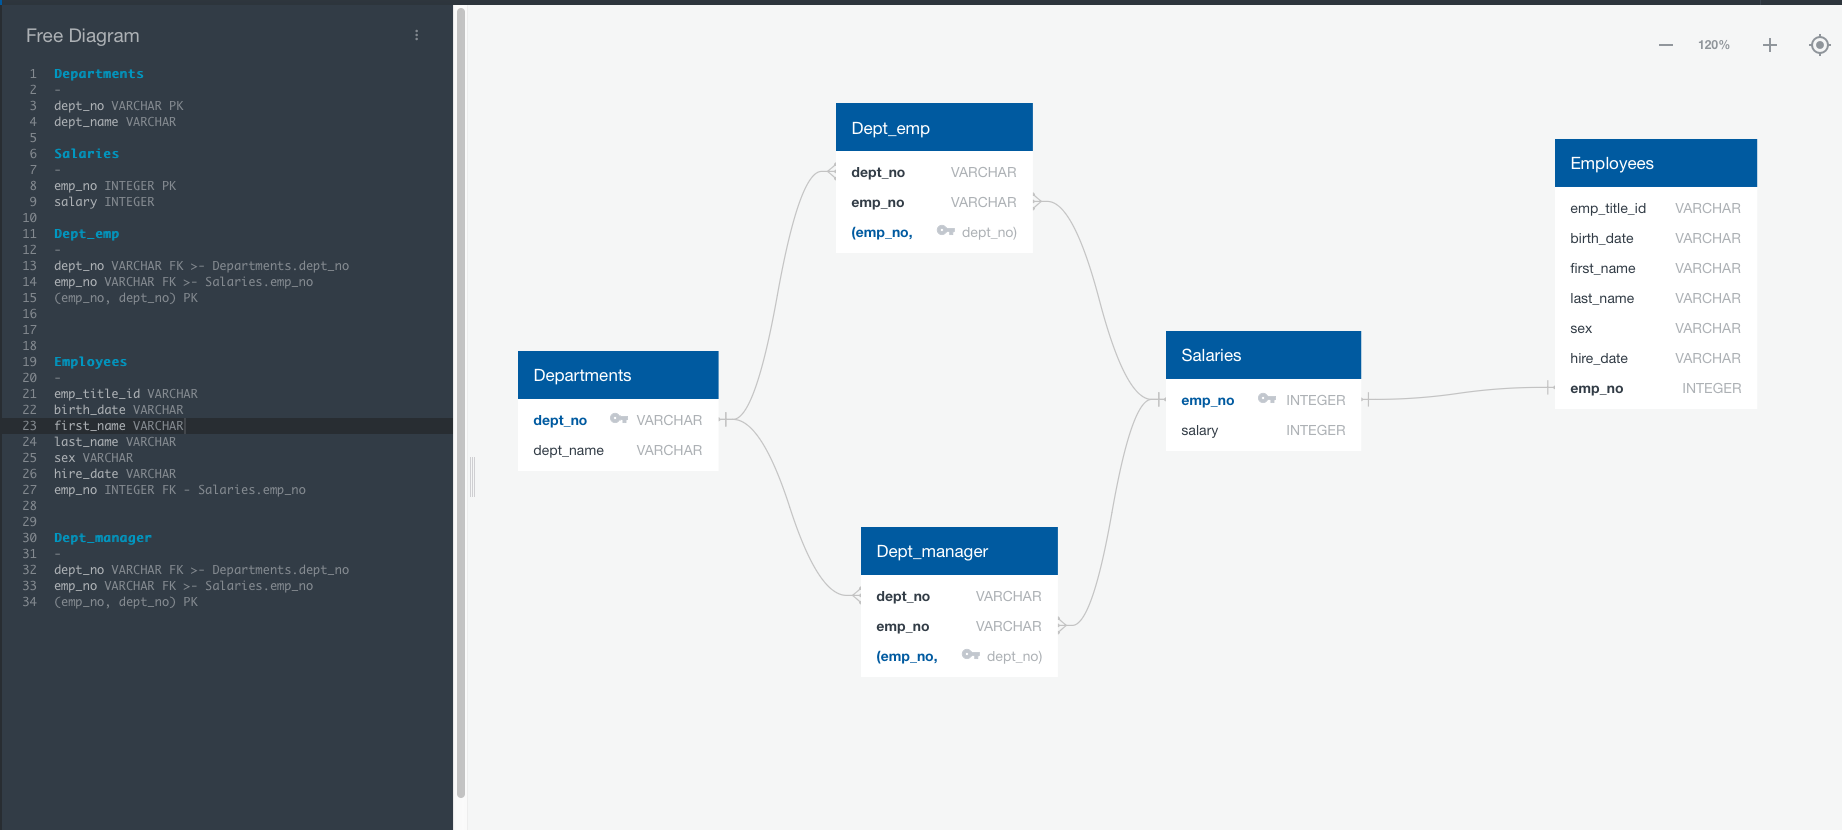 Free Diagram
1 Departments
2 -
3 dept_no VARCHAR PK
4 dept_name VARCHAR
5
6 Salaries
7 -
8 emp_no INTEGER PK
9 salary INTEGER
10
11 Dept_emp
12 -
13 dept_no VARCHAR FK >- Departments.dept_no
14 emp_no VARCHAR FK >- Salaries.emp_no
15 (emp_no, dept_no) PK
16
17
18
19 Employees
20 -
21 emp_title_id VARCHAR
22 birth_date VARCHAR
23 first_name VARCHAR
24 last_name VARCHAR
25 sex VARCHAR
26 hire_date VARCHAR
27 emp_no INTEGER FK - Salaries.emp_no
28
29
30 Dept_manager
31 -
32 dept_no VARCHAR FK >- Departments.dept_no
33 emp_no VARCHAR FK >- Salaries.emp_no
34 (emp_no, dept_no) PK
120%
Dept_emp
dept_no VARCHAR
emp_no VARCHAR
(emp_no, dept_no)
Employees
emp_title_id VARCHAR
birth_date VARCHAR
first_name VARCHAR
last_name VARCHAR
sex VARCHAR
hire_date VARCHAR
emp_no INTEGER
Departments
dept_no VARCHAR
dept_name VARCHAR
Salaries
emp_no INTEGER
salary INTEGER
Dept_manager
dept_no VARCHAR
emp_no VARCHAR
(emp_no, dept_no)